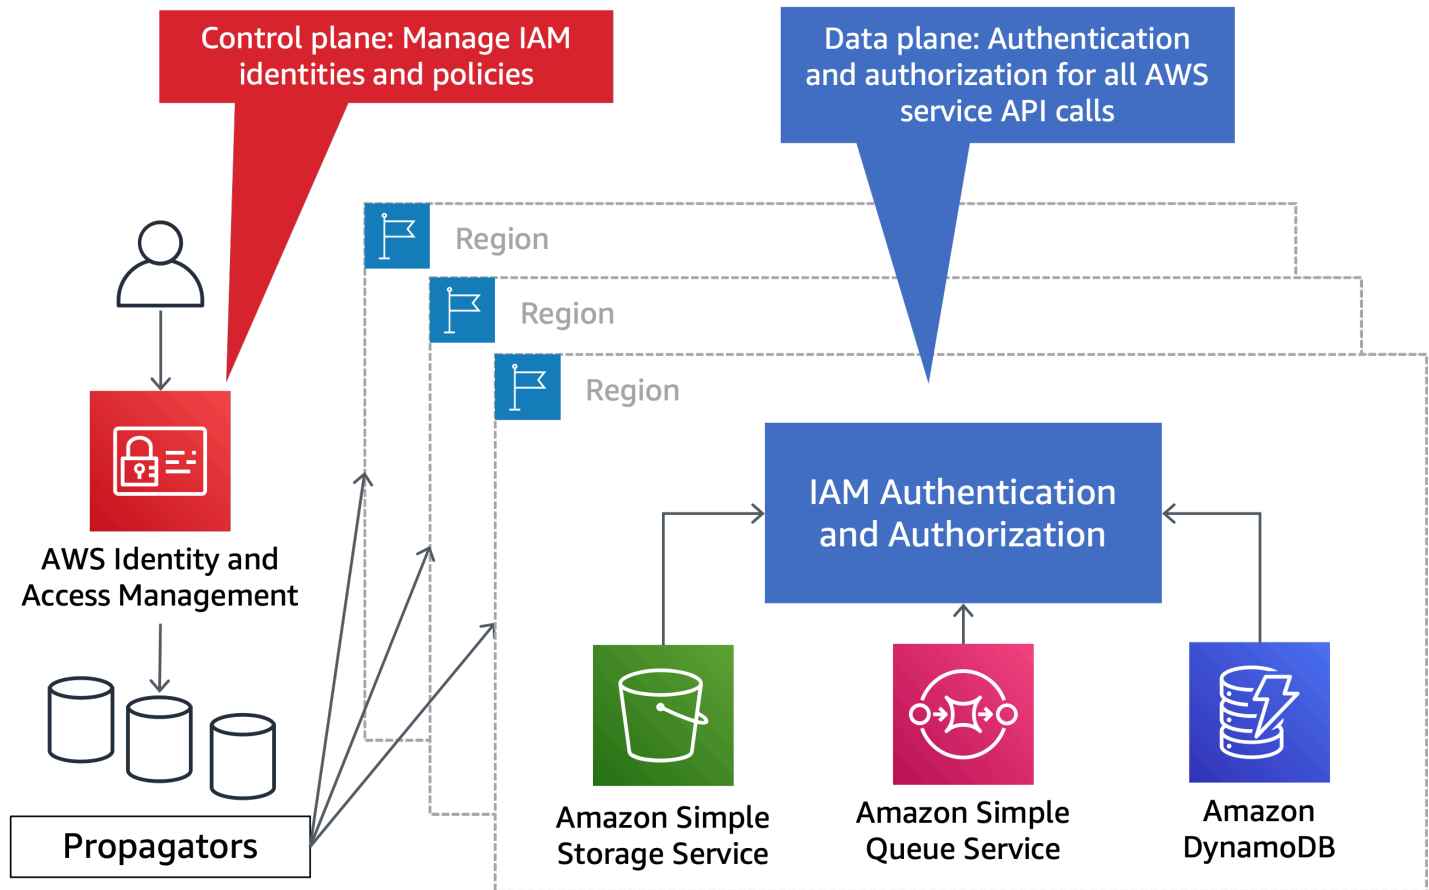 Control plane: Manage IAM
identities and policies
Data plane: Authentication
and authorization for all AWS
service API calls
Region
Region
Region
IAM Authentication
and Authorization
AWS Identity and
Access Management
Propagators
Amazon Simple
Storage Service
Amazon Simple
Queue Service
Amazon
DynamoDB